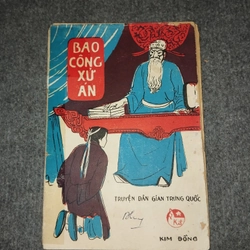 BAO
CÔNG
XỬ
ÁN
TRUYỆN DÂN GIAN TRUNG QUỐC
KIM ĐỒNG